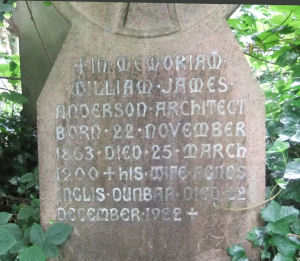 + IN · MEMORIAM
WILLIAM · JAMES ·
ANDERSON · ARCHITECT
BORN · 22 · NOVEMBER
1863 · DIED · 25 · MARCH
1900 + HIS · WIFE · AGNES
INGLIS · DUNBAR · DIED · 22
DECEMBER · 1922 +